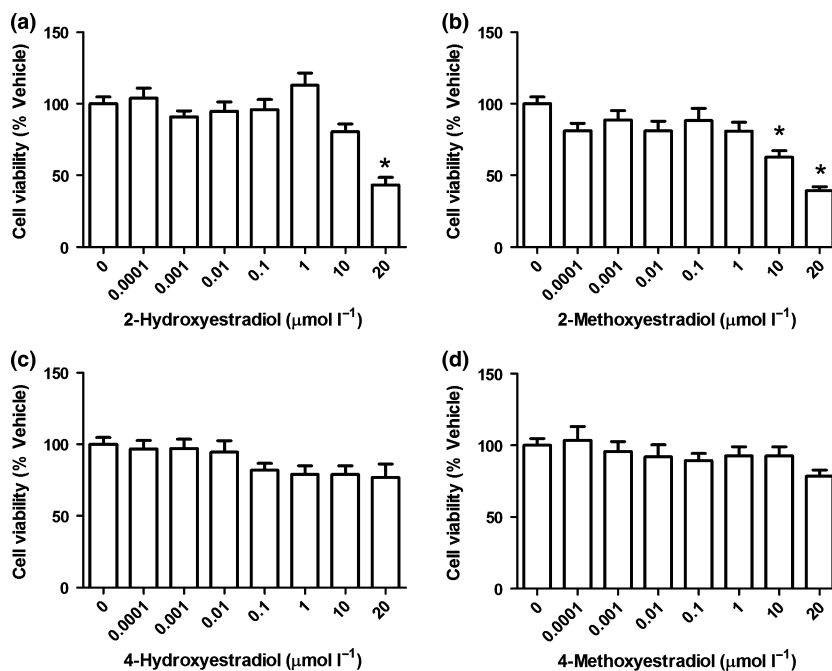 (a)
Cell viability (% Vehicle)
150
100
50
0
*
0 0.0001 0.001 0.01 0.1 1 10 20
2-Hydroxyestradiol (μmol l⁻¹)
(b)
Cell viability (% Vehicle)
150
100
50
0
*
*
0 0.0001 0.001 0.01 0.1 1 10 20
2-Methoxyestradiol (μmol l⁻¹)
(c)
Cell viability (% Vehicle)
150
100
50
0
0 0.0001 0.001 0.01 0.1 1 10 20
4-Hydroxyestradiol (μmol l⁻¹)
(d)
Cell viability (% Vehicle)
150
100
50
0
0 0.0001 0.001 0.01 0.1 1 10 20
4-Methoxyestradiol (μmol l⁻¹)